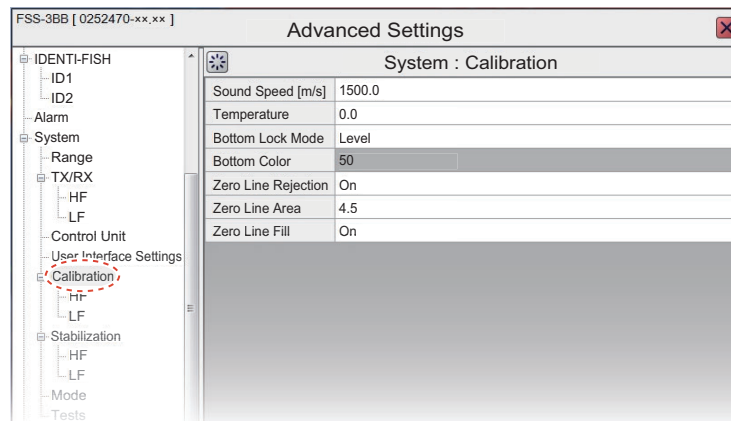 FSS-3BB [ 0252470-××.×× ]
Advanced Settings
IDENTI-FISH
ID1
ID2
Alarm
System
Range
TX/RX
HF
LF
Control Unit
User Interface Settings
Calibration
HF
LF
Stabilization
HF
LF
Mode
Tests
System : Calibration
Sound Speed [m/s] 1500.0
Temperature 0.0
Bottom Lock Mode Level
Bottom Color 50
Zero Line Rejection On
Zero Line Area 4.5
Zero Line Fill On